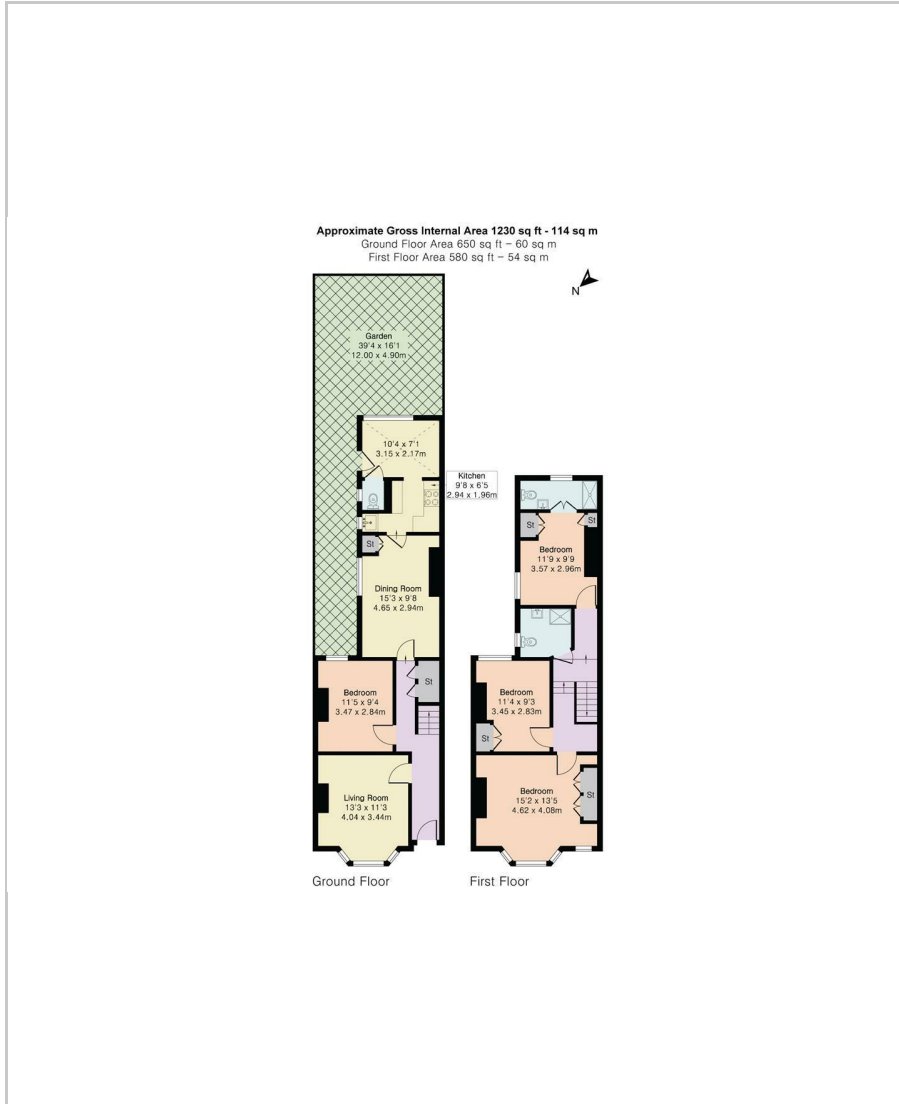 Approximate Gross Internal Area 1230 sq ft - 114 sq m
Ground Floor Area 650 sq ft – 60 sq m
First Floor Area 580 sq ft – 54 sq m
N
Garden
39'4 x 16'1
12.00 x 4.90m
10'4 x 7'1
3.15 x 2.17m
Kitchen
9'8 x 6'5
2.94 x 1.96m
St
Dining Room
15'3 x 9'8
4.65 x 2.94m
Bedroom
11'5 x 9'4
3.47 x 2.84m
St
Living Room
13'3 x 11'3
4.04 x 3.44m
Ground Floor
St
St
Bedroom
11'9 x 9'9
3.57 x 2.96m
Bedroom
11'4 x 9'3
3.45 x 2.83m
St
Bedroom
15'2 x 13'5
4.62 x 4.08m
St
First Floor